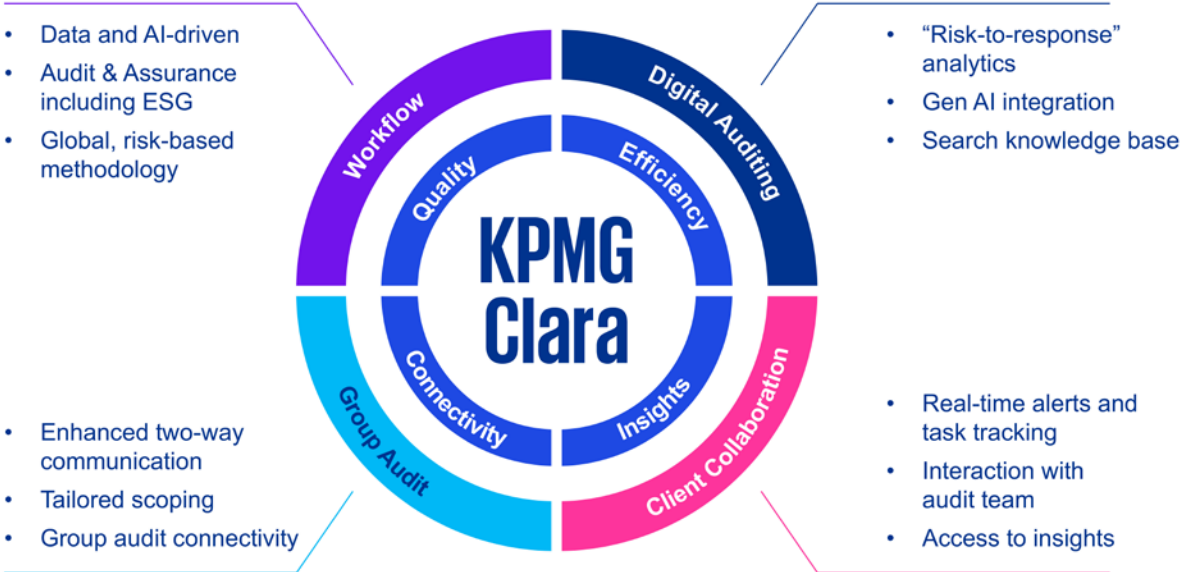 • Data and AI-driven
• Audit & Assurance
including ESG
• Global, risk-based
methodology
• “Risk-to-response”
analytics
• Gen AI integration
• Search knowledge base
Workflow
Digital Auditing
Quality
Efficiency
KPMG
Clara
Connectivity
Insights
Group Audit
Client Collaboration
• Enhanced two-way
communication
• Tailored scoping
• Group audit connectivity
• Real-time alerts and
task tracking
• Interaction with
audit team
• Access to insights